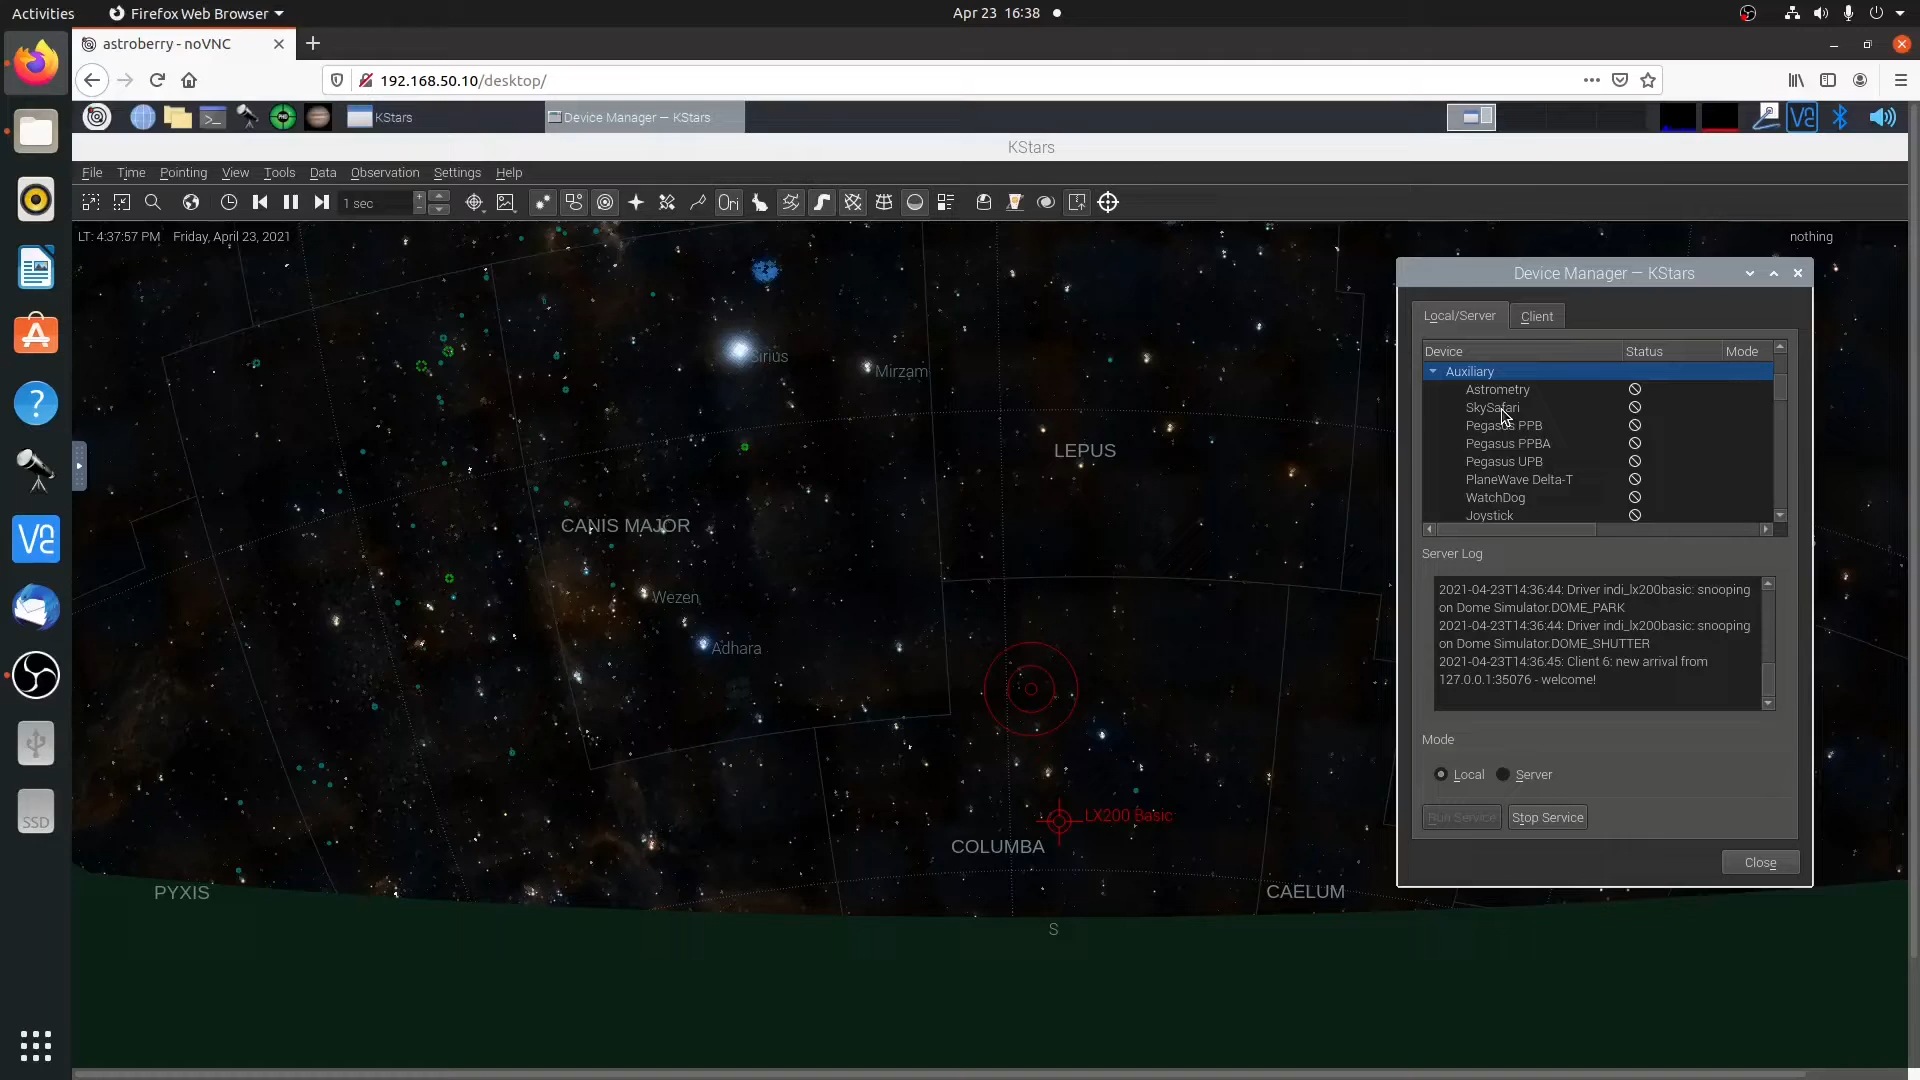 Activities
Firefox Web Browser
Apr 23 16:38
astroberry - noVNC
192.168.50.10/desktop/
KStars
Device Manager — KStars
KStars
File Time Pointing View Tools Data Observation Settings Help
1 sec
Ori
LT: 4:37:57 PM Friday, April 23, 2021
nothing
Sirius
Mirzam
LEPUS
CANIS MAJOR
Wezen
Adhara
LX200 Basic
COLUMBA
PYXIS
CAELUM
S
Device Manager — KStars
Local/Server Client
Device Status Mode
Auxiliary
Astrometry
SkySafari
Pegasus PPB
Pegasus PPBA
Pegasus UPB
PlaneWave Delta-T
WatchDog
Joystick
Server Log
2021-04-23T14:36:44: Driver indi_lx200basic: snooping
on Dome Simulator.DOME_PARK
2021-04-23T14:36:44: Driver indi_lx200basic: snooping
on Dome Simulator.DOME_SHUTTER
2021-04-23T14:36:45: Client 6: new arrival from
127.0.0.1:35076 - welcome!
Mode
Local Server
Run Service Stop Service
Close
SSD